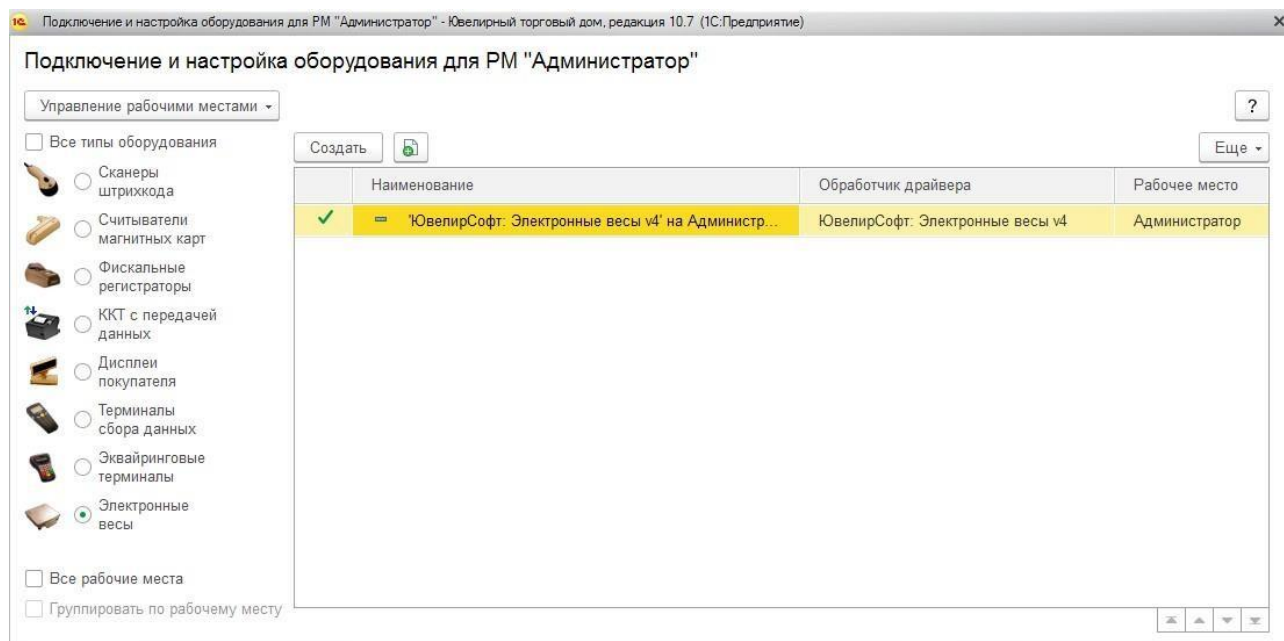 1С Подключение и настройка оборудования для РМ "Администратор" - Ювелирный торговый дом, редакция 10.7 (1С:Предприятие)
Подключение и настройка оборудования для РМ "Администратор"
Управление рабочими местами
?
Все типы оборудования
Создать
Еще
Сканеры
штрихкода
Считыватели
магнитных карт
Фискальные
регистраторы
ККТ с передачей
данных
Дисплеи
покупателя
Терминалы
сбора данных
Эквайринговые
терминалы
Электронные
весы
Все рабочие места
Группировать по рабочему месту
Наименование Обработчик драйвера Рабочее место
'ЮвелирСофт: Электронные весы v4' на Администр... ЮвелирСофт: Электронные весы v4 Администратор